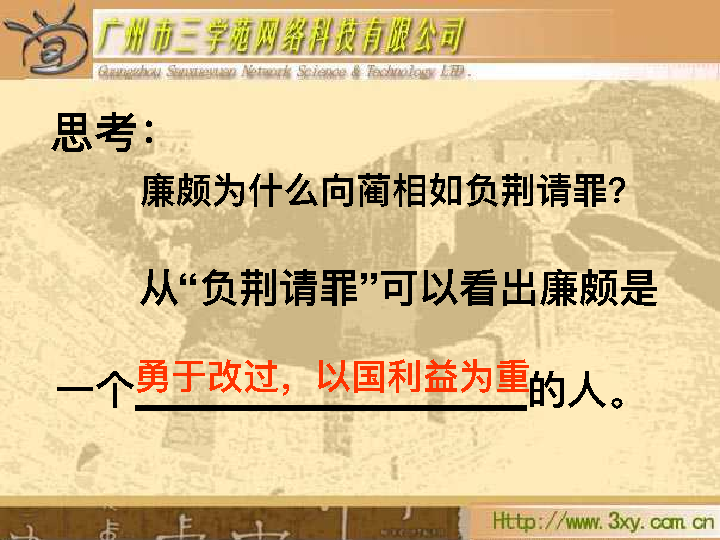 广州市三学苑网络科技有限公司
Guangzhou Sanxueyuan Network Science & Technology LTD.
思考：
廉颇为什么向蔺相如负荆请罪？
从“负荆请罪”可以看出廉颇是
一个勇于改过，以国利益为重的人。
Http://www.3xy.com.cn